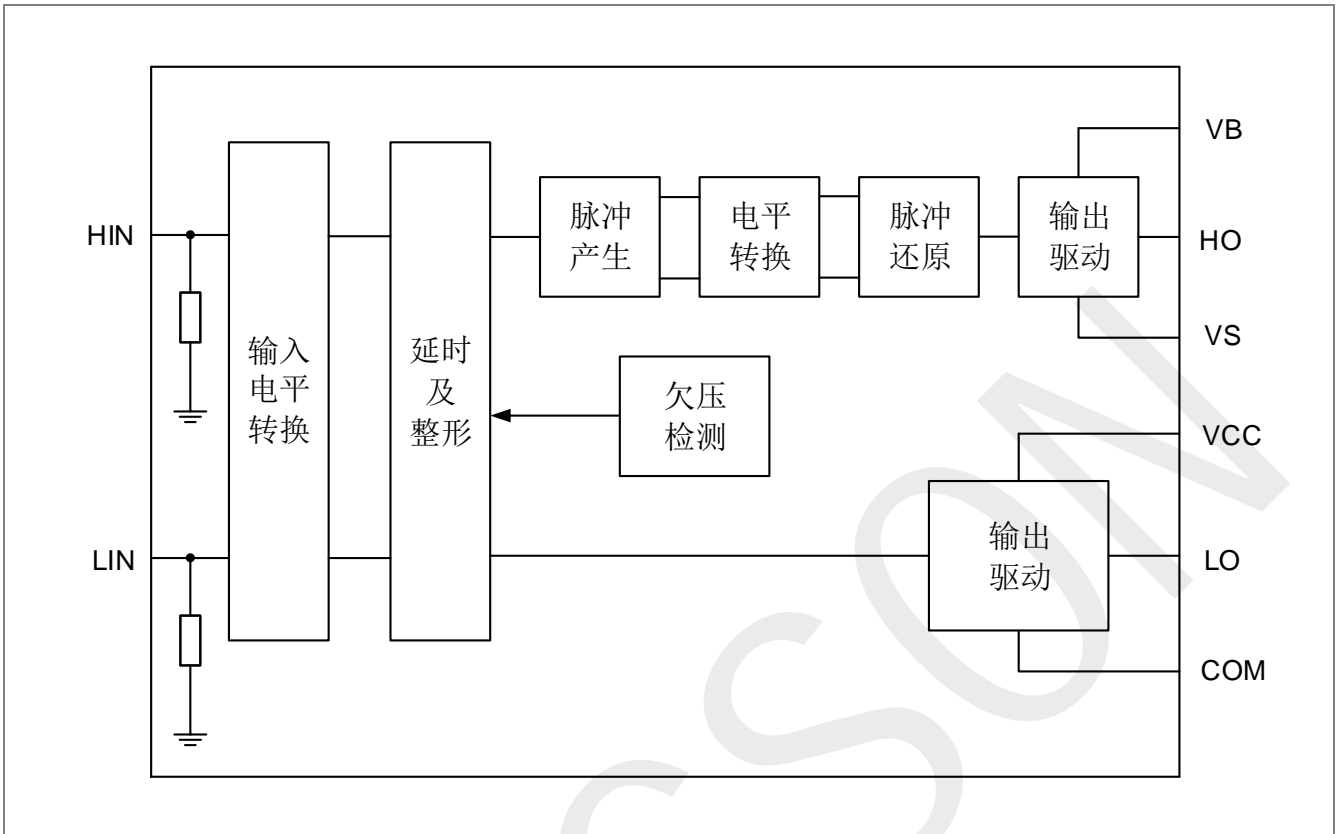 VB
脉冲
产生
电平
转换
脉冲
还原
输出
驱动
HIN
HO
VS
输入
电平
转换
延时
及
整形
欠压
检测
VCC
LIN
输出
驱动
LO
COM